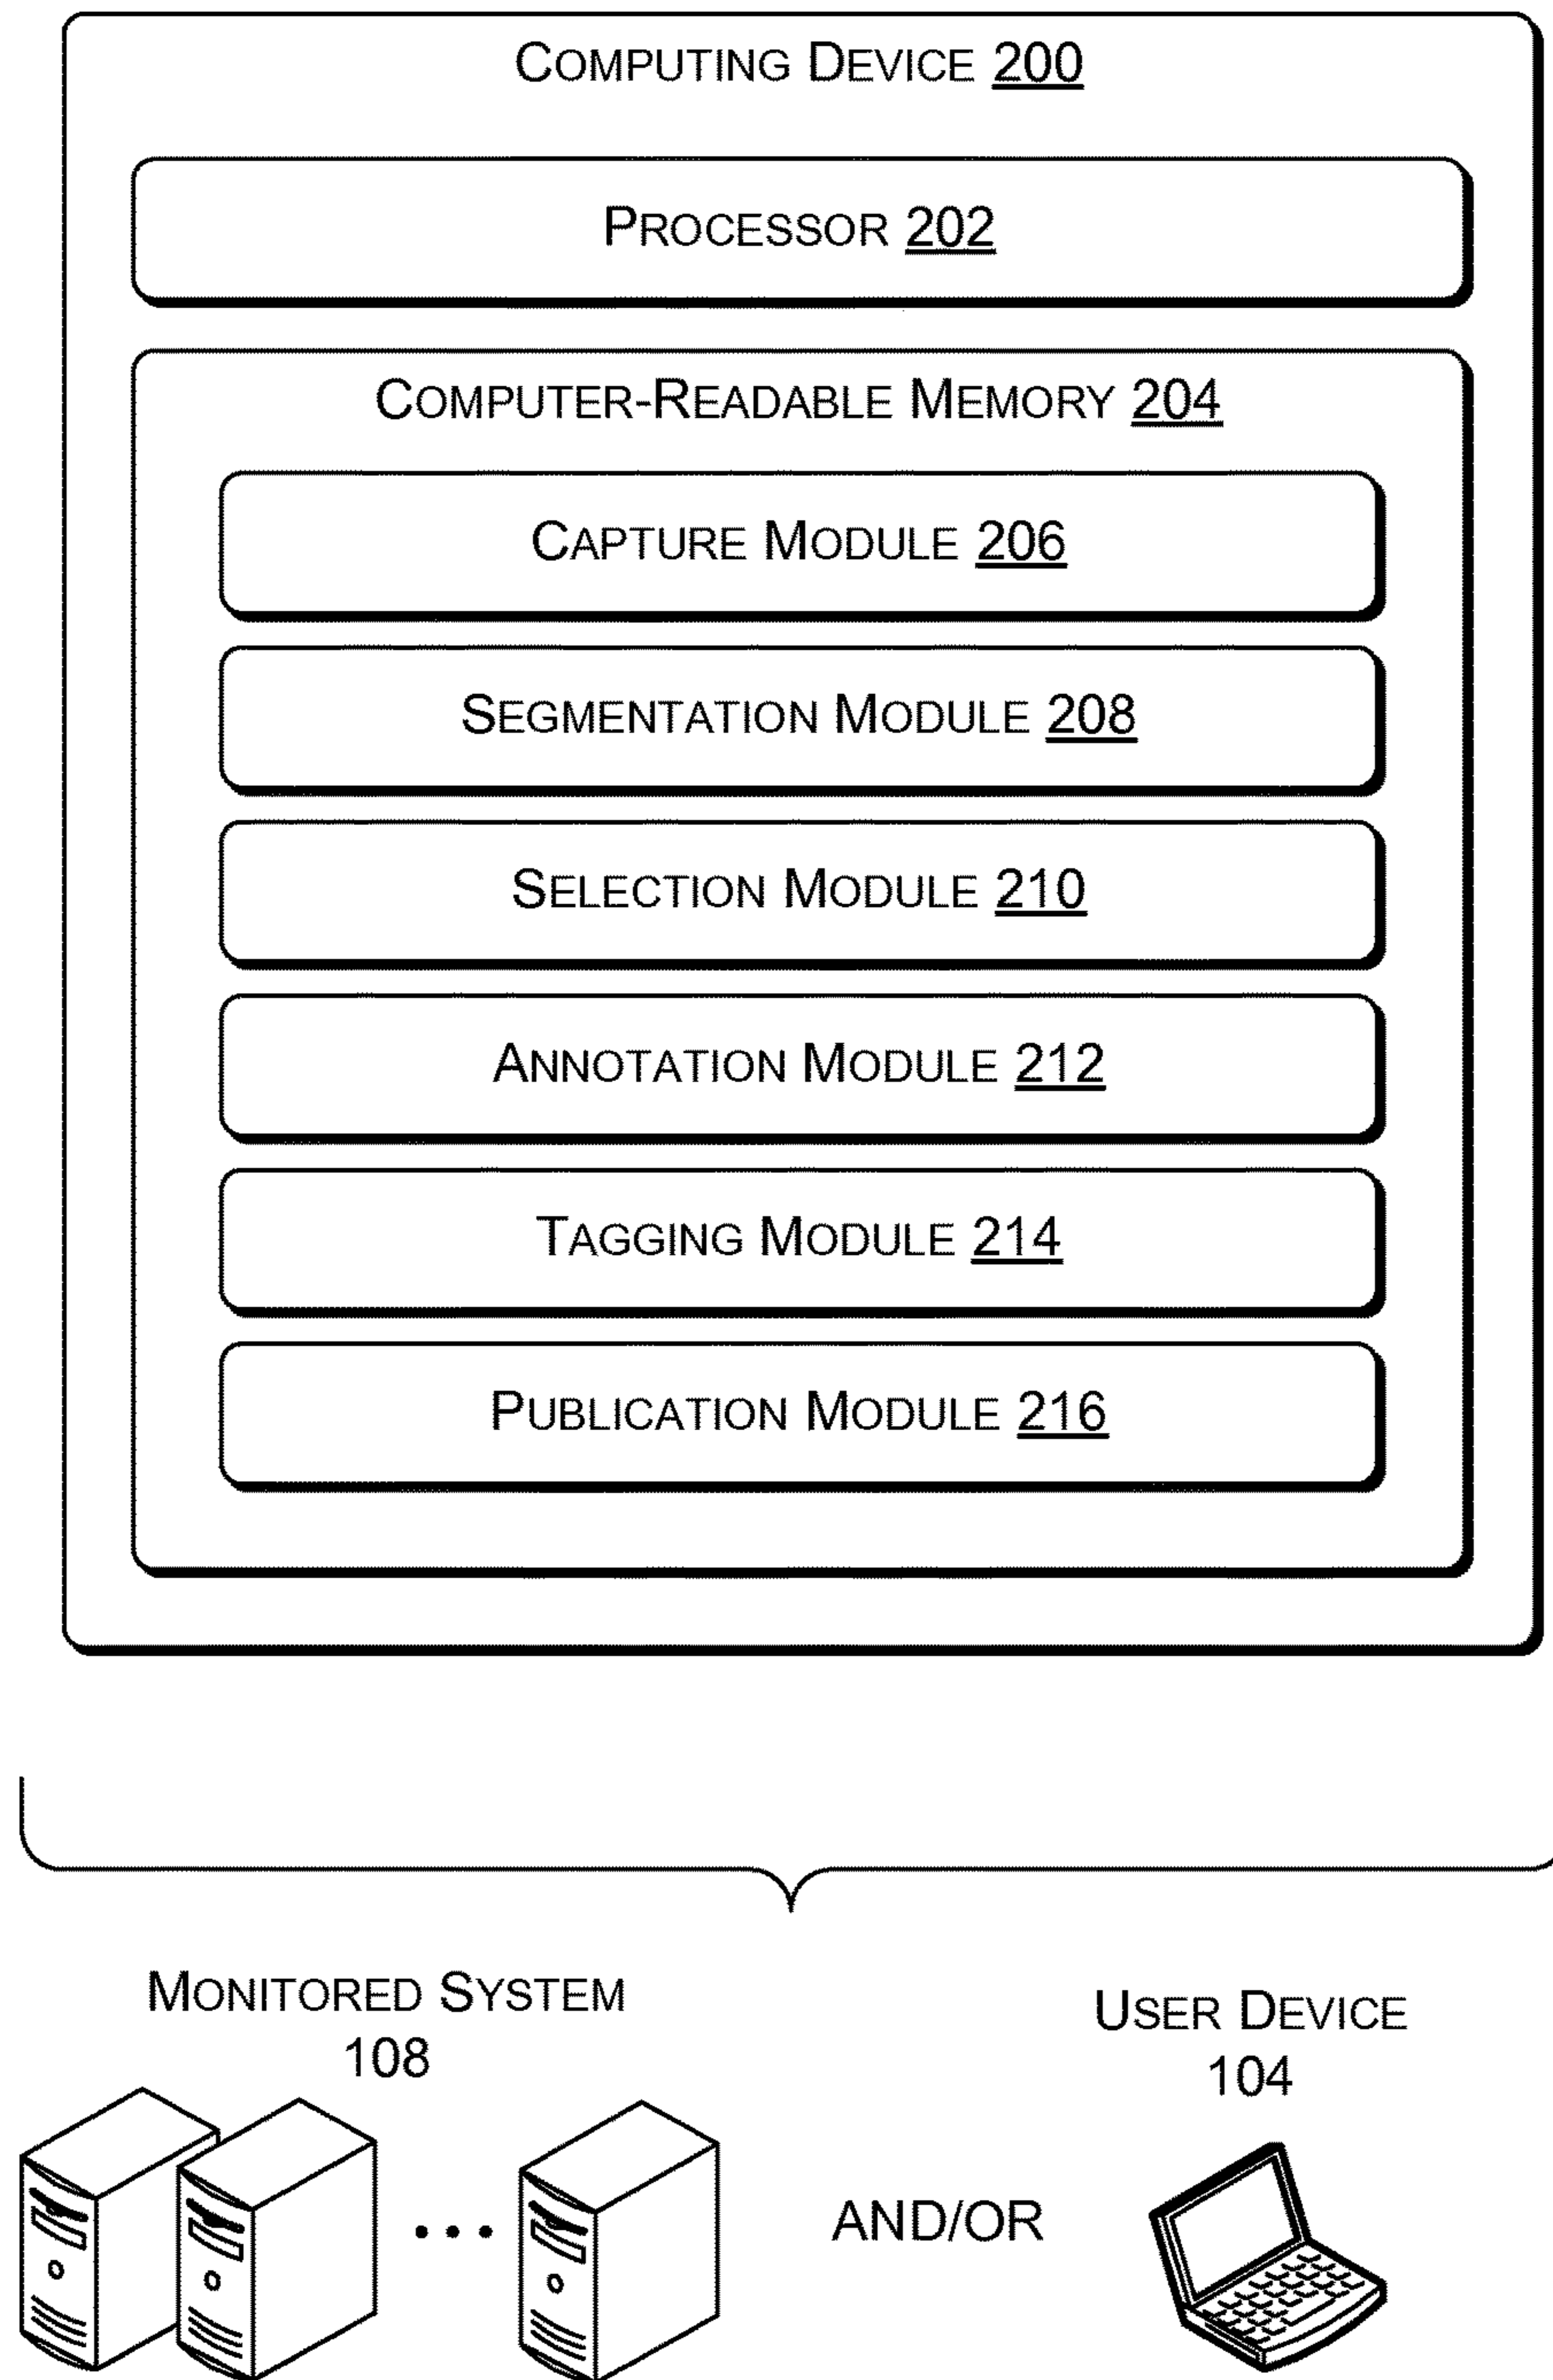 COMPUTING DEVICE 200
PROCESSOR 202
COMPUTER-READABLE MEMORY 204
CAPTURE MODULE 206
SEGMENTATION MODULE 208
SELECTION MODULE 210
ANNOTATION MODULE 212
TAGGING MODULE 214
PUBLICATION MODULE 216
MONITORED SYSTEM
108
USER DEVICE
104
AND/OR